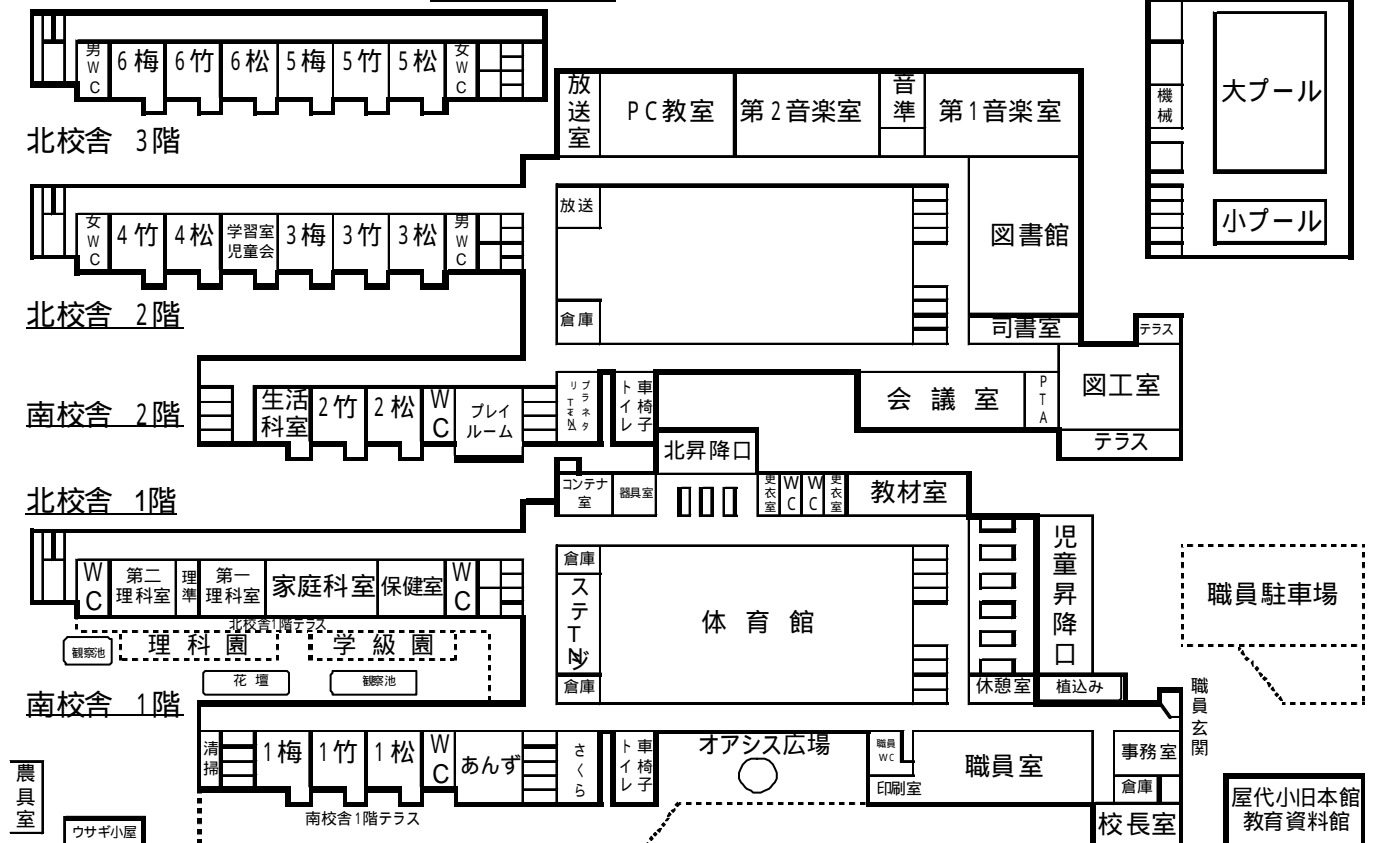 男WC
6梅
6竹
6松
5梅
5竹
5松
女WC
北校舎 3階
放送室
PC教室
第2音楽室
音準
第1音楽室
機械
大プール
小プール
女WC
4竹
4松
学習室
児童会
3梅
3竹
3松
男WC
北校舎 2階
放送
倉庫
図書館
司書室
テラス
図工室
テラス
南校舎 2階
生活
科室
2竹
2松
WC
プレイ
ルーム
車椅子
トイレ
会議室
PTA
北昇降口
北校舎 1階
コンテナ
室
器具室
更衣室
WC
WC
更衣室
教材室
WC
第二
理科室
理準
第一
理科室
家庭科室
保健室
WC
倉庫
体育館
倉庫
児童昇降口
休憩室
植込み
職員駐車場
職員玄関
北校舎1階テラス
理科園
学級園
観察池
花壇
観察池
南校舎 1階
清掃
1梅
1竹
1松
WC
あんず
さくら
車椅子
トイレ
オアシス広場
職員
WC
印刷室
職員室
事務室
倉庫
校長室
南校舎1階テラス
農具室
ウサギ小屋
屋代小旧本館
教育資料館